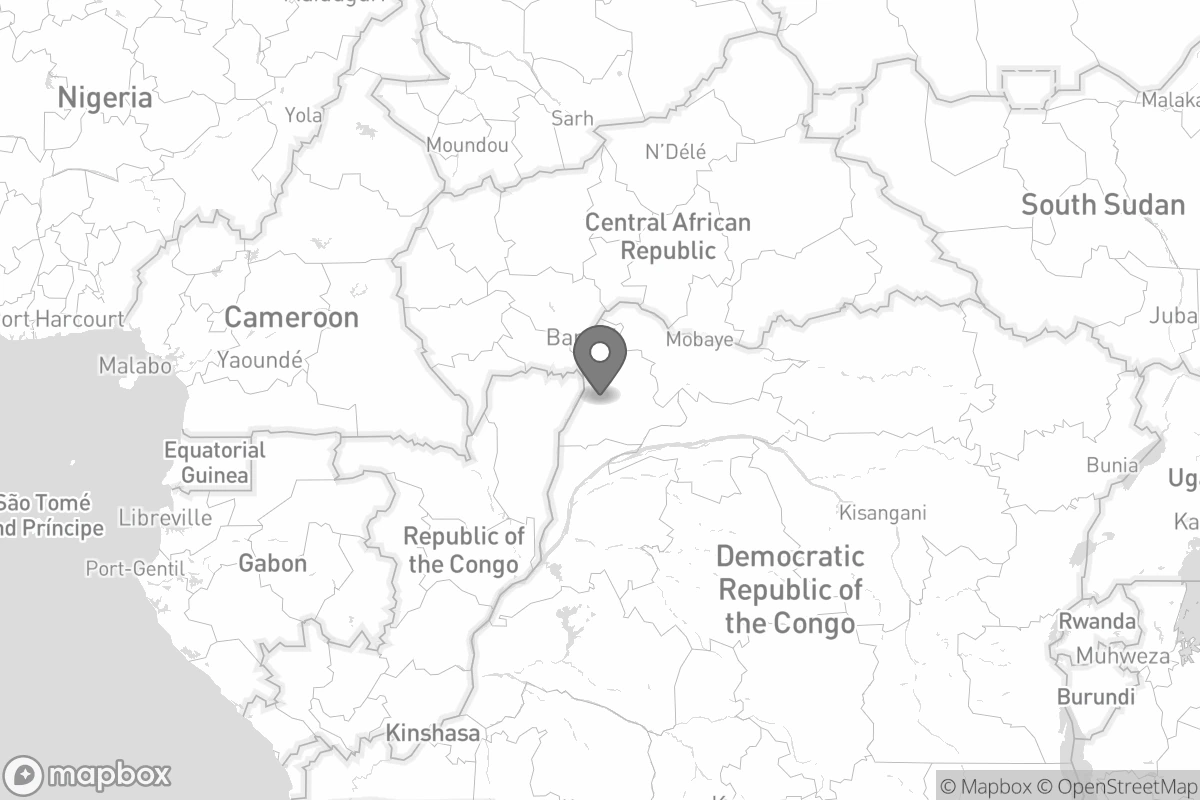 Nigeria
Yola
Sarh
Moundou
N'Délé
Malaka
South Sudan
Central African
Republic
ort Harcourt
Cameroon
Juba
Mobaye
Yaoundé
Malabo
Equatorial
Guinea
Bunia
Uga
São Tomé
nd Príncipe
Libreville
Kisangani
Ka
Republic of
the Congo
Port-Gentil
Gabon
Democratic
Republic of
the Congo
Rwanda
Muhweza
Burundi
Kinshasa
mapbox
© Mapbox © OpenStreetMap